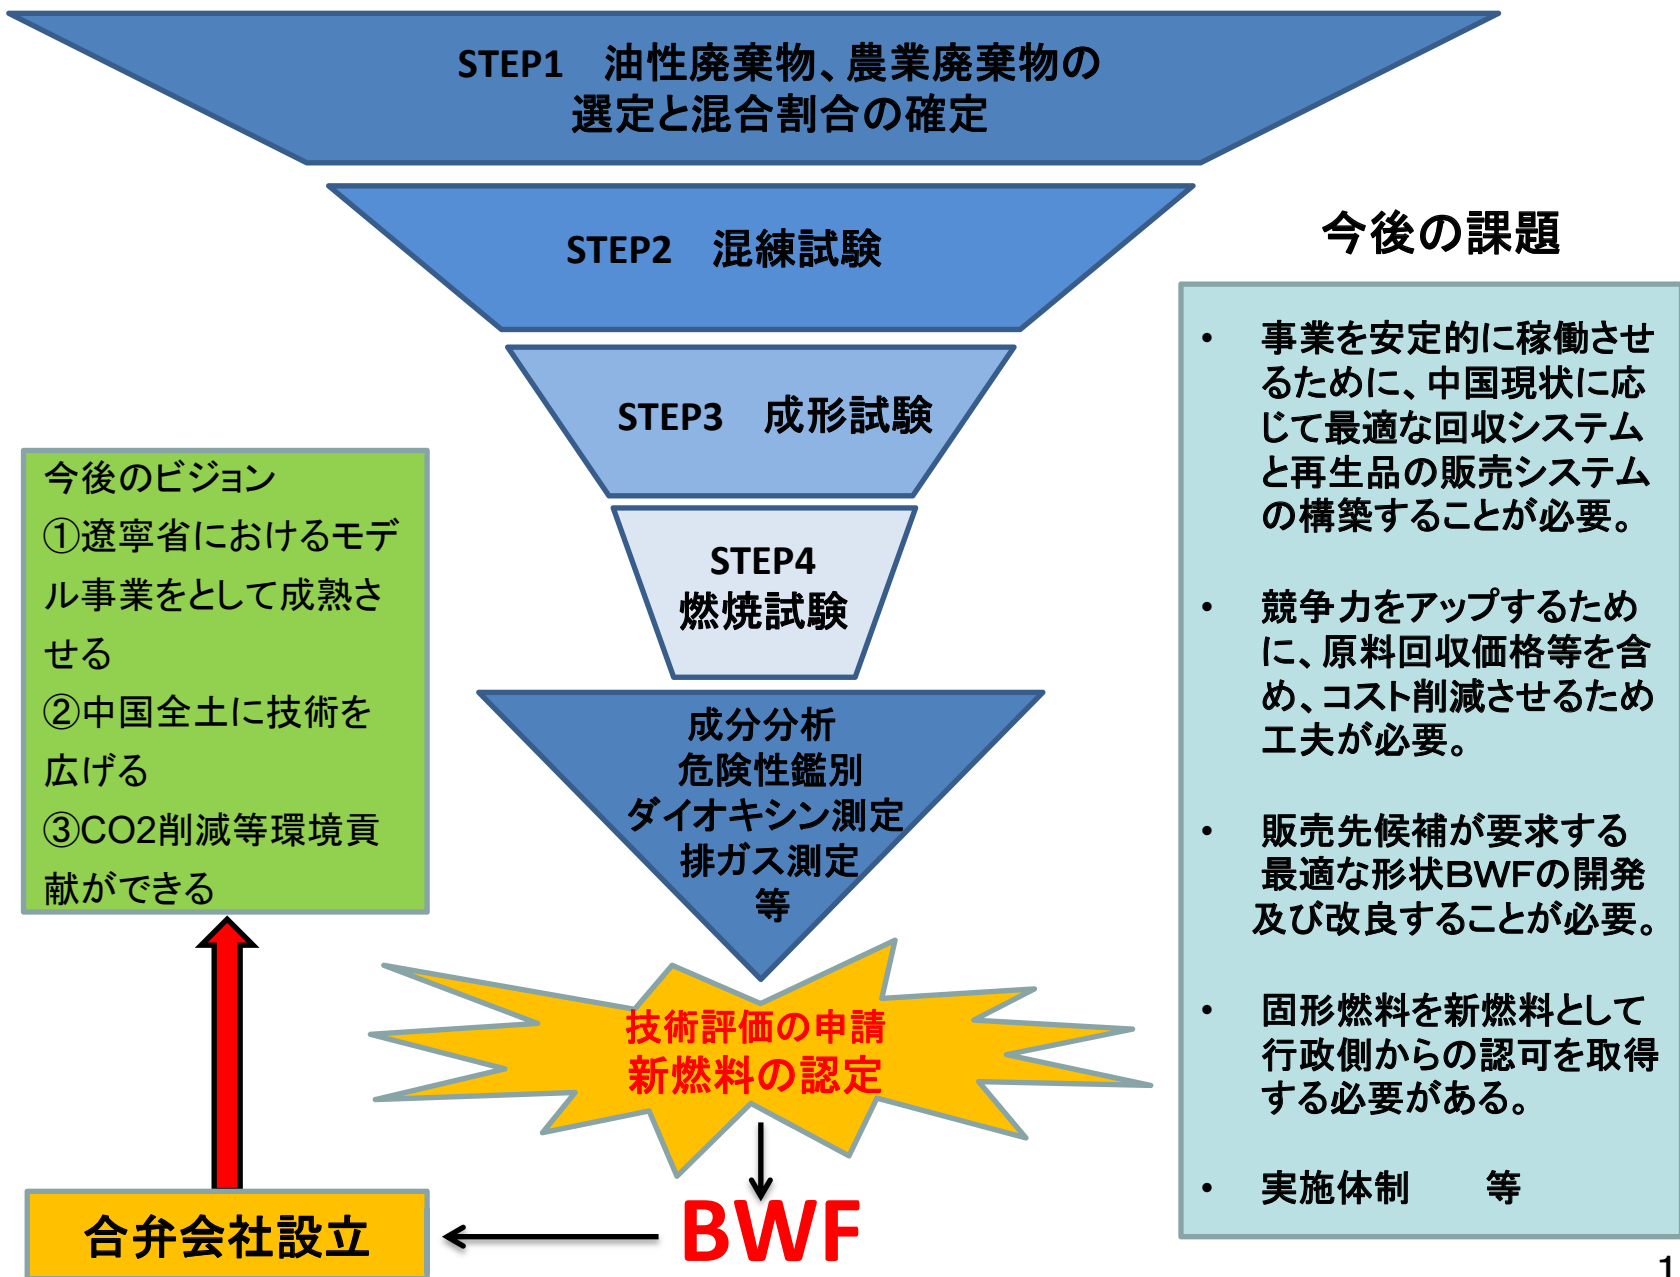 STEP1　油性廃棄物、農業廃棄物の
選定と混合割合の確定
STEP2　混練試験
STEP3　成形試験
STEP4
燃焼試験
成分分析
危険性鑑別
ダイオキシン測定
排ガス測定
等
技術評価の申請
新燃料の認定
BWF
合弁会社設立
今後のビジョン
①遼寧省におけるモデ
ル事業をとして成熟さ
せる
②中国全土に技術を
広げる
③CO2削減等環境貢
献ができる
今後の課題
• 事業を安定的に稼働させ
るために、中国現状に応
じて最適な回収システム
と再生品の販売システム
の構築することが必要。
• 競争力をアップするため
に、原料回収価格等を含
め、コスト削減させるため
工夫が必要。
• 販売先候補が要求する
最適な形状BWFの開発
及び改良することが必要。
• 固形燃料を新燃料として
行政側からの認可を取得
する必要がある。
• 実施体制　　等
1